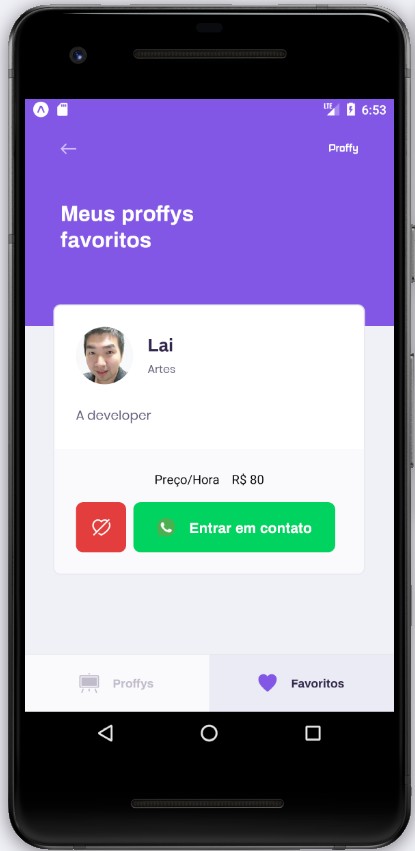 LTE 6:53
Proffy
Meus proffys
favoritos
Lai
Artes
A developer
Preço/Hora R$ 80
Entrar em contato
Proffys Favoritos